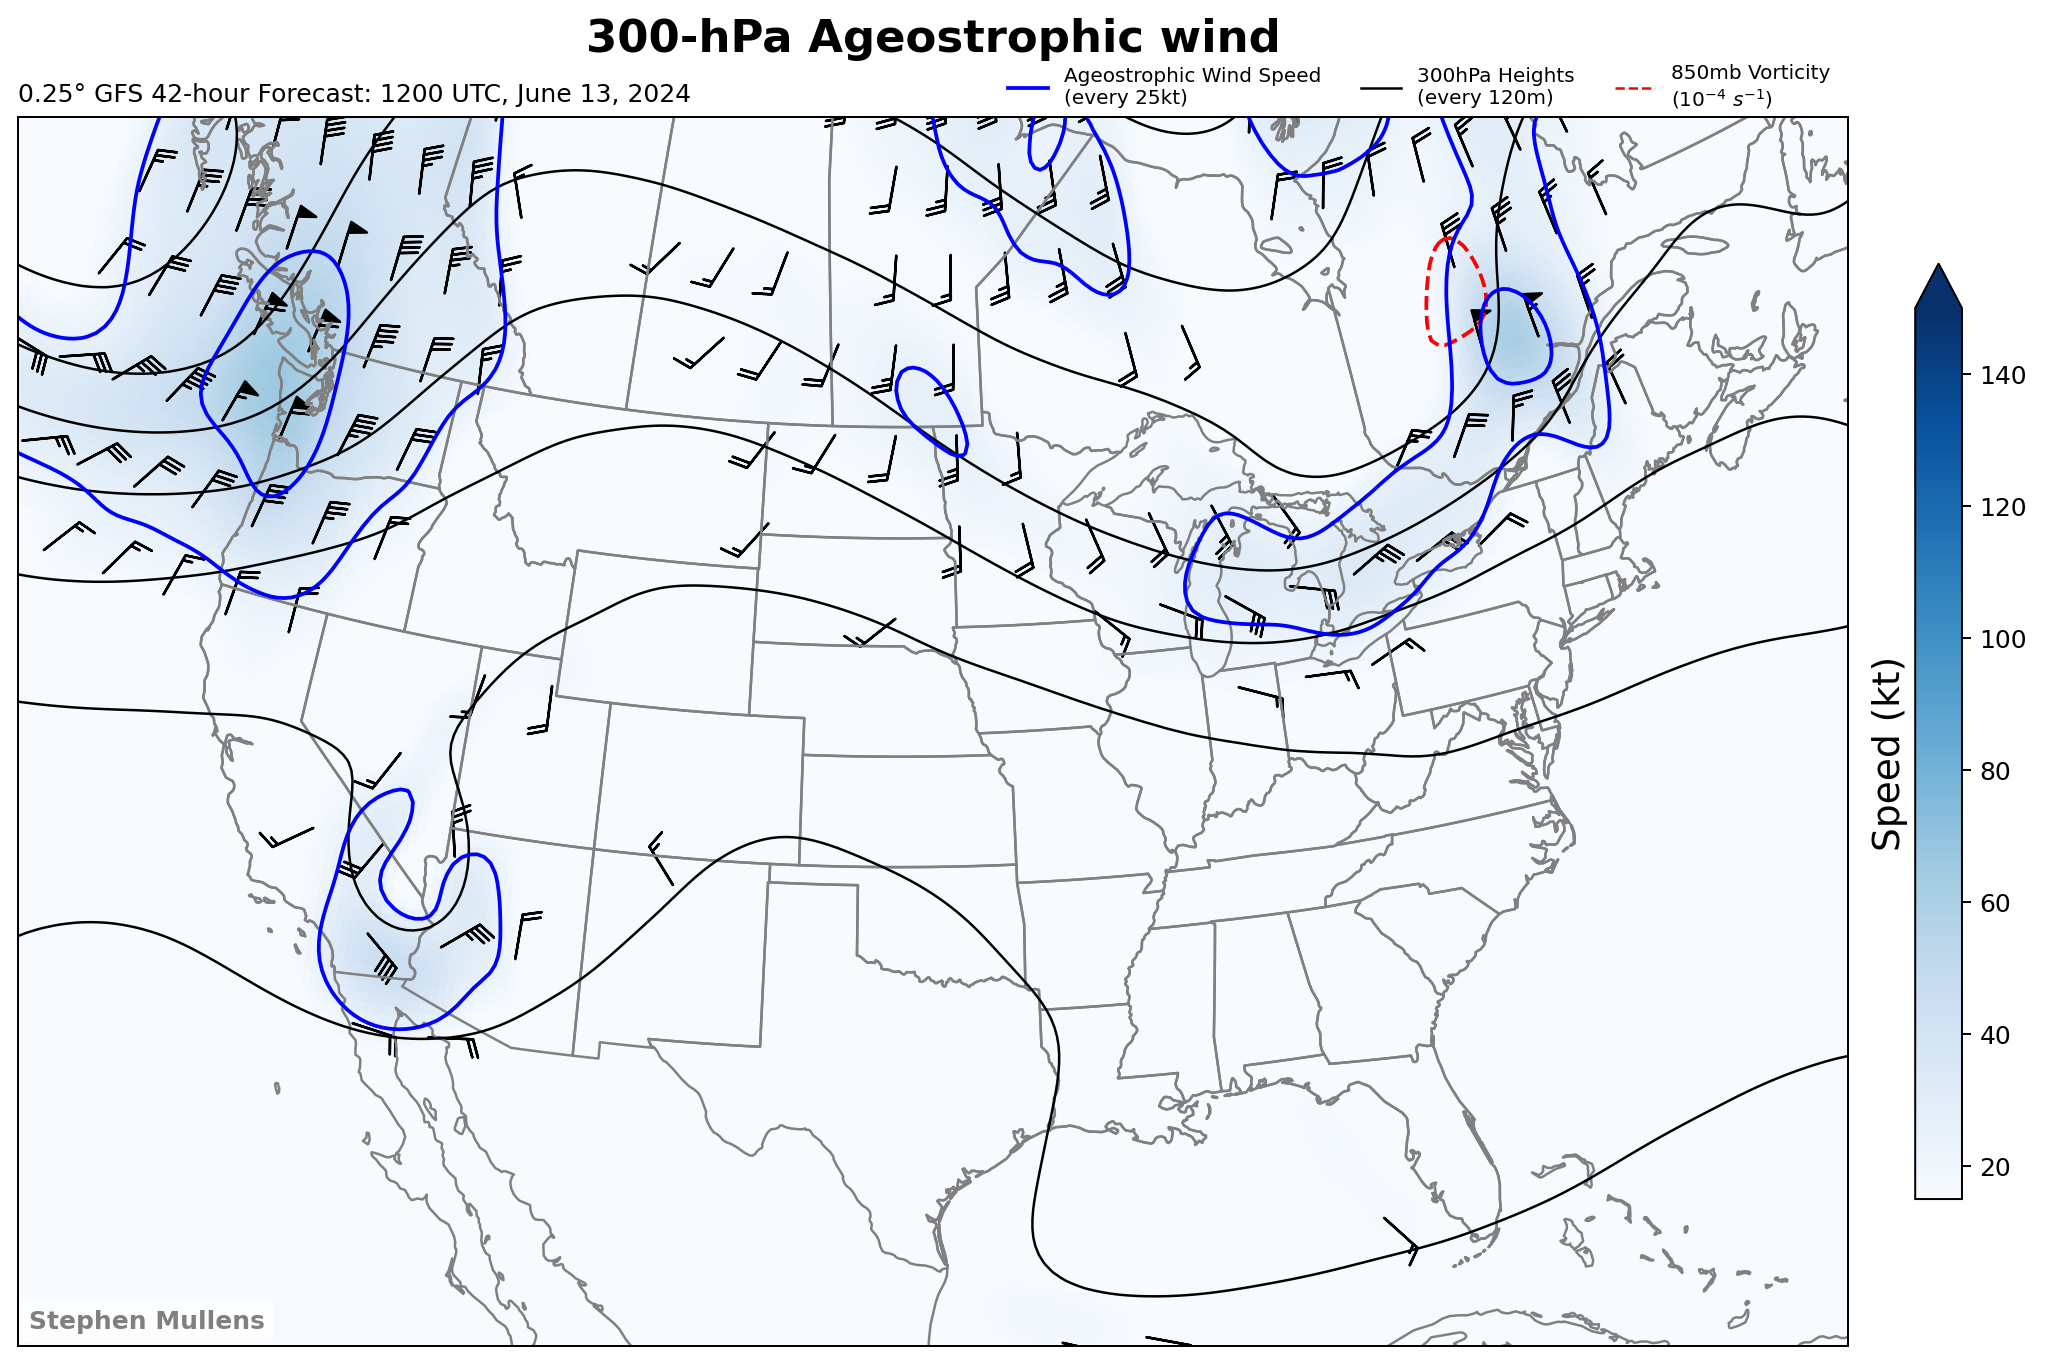 300-hPa Ageostrophic wind
0.25° GFS 42-hour Forecast: 1200 UTC, June 13, 2024
Ageostrophic Wind Speed
(every 25kt)
300hPa Heights
(every 120m)
850mb Vorticity
(10⁻⁴ s⁻¹)
140
120
100
80
60
40
20
Speed (kt)
Stephen Mullens